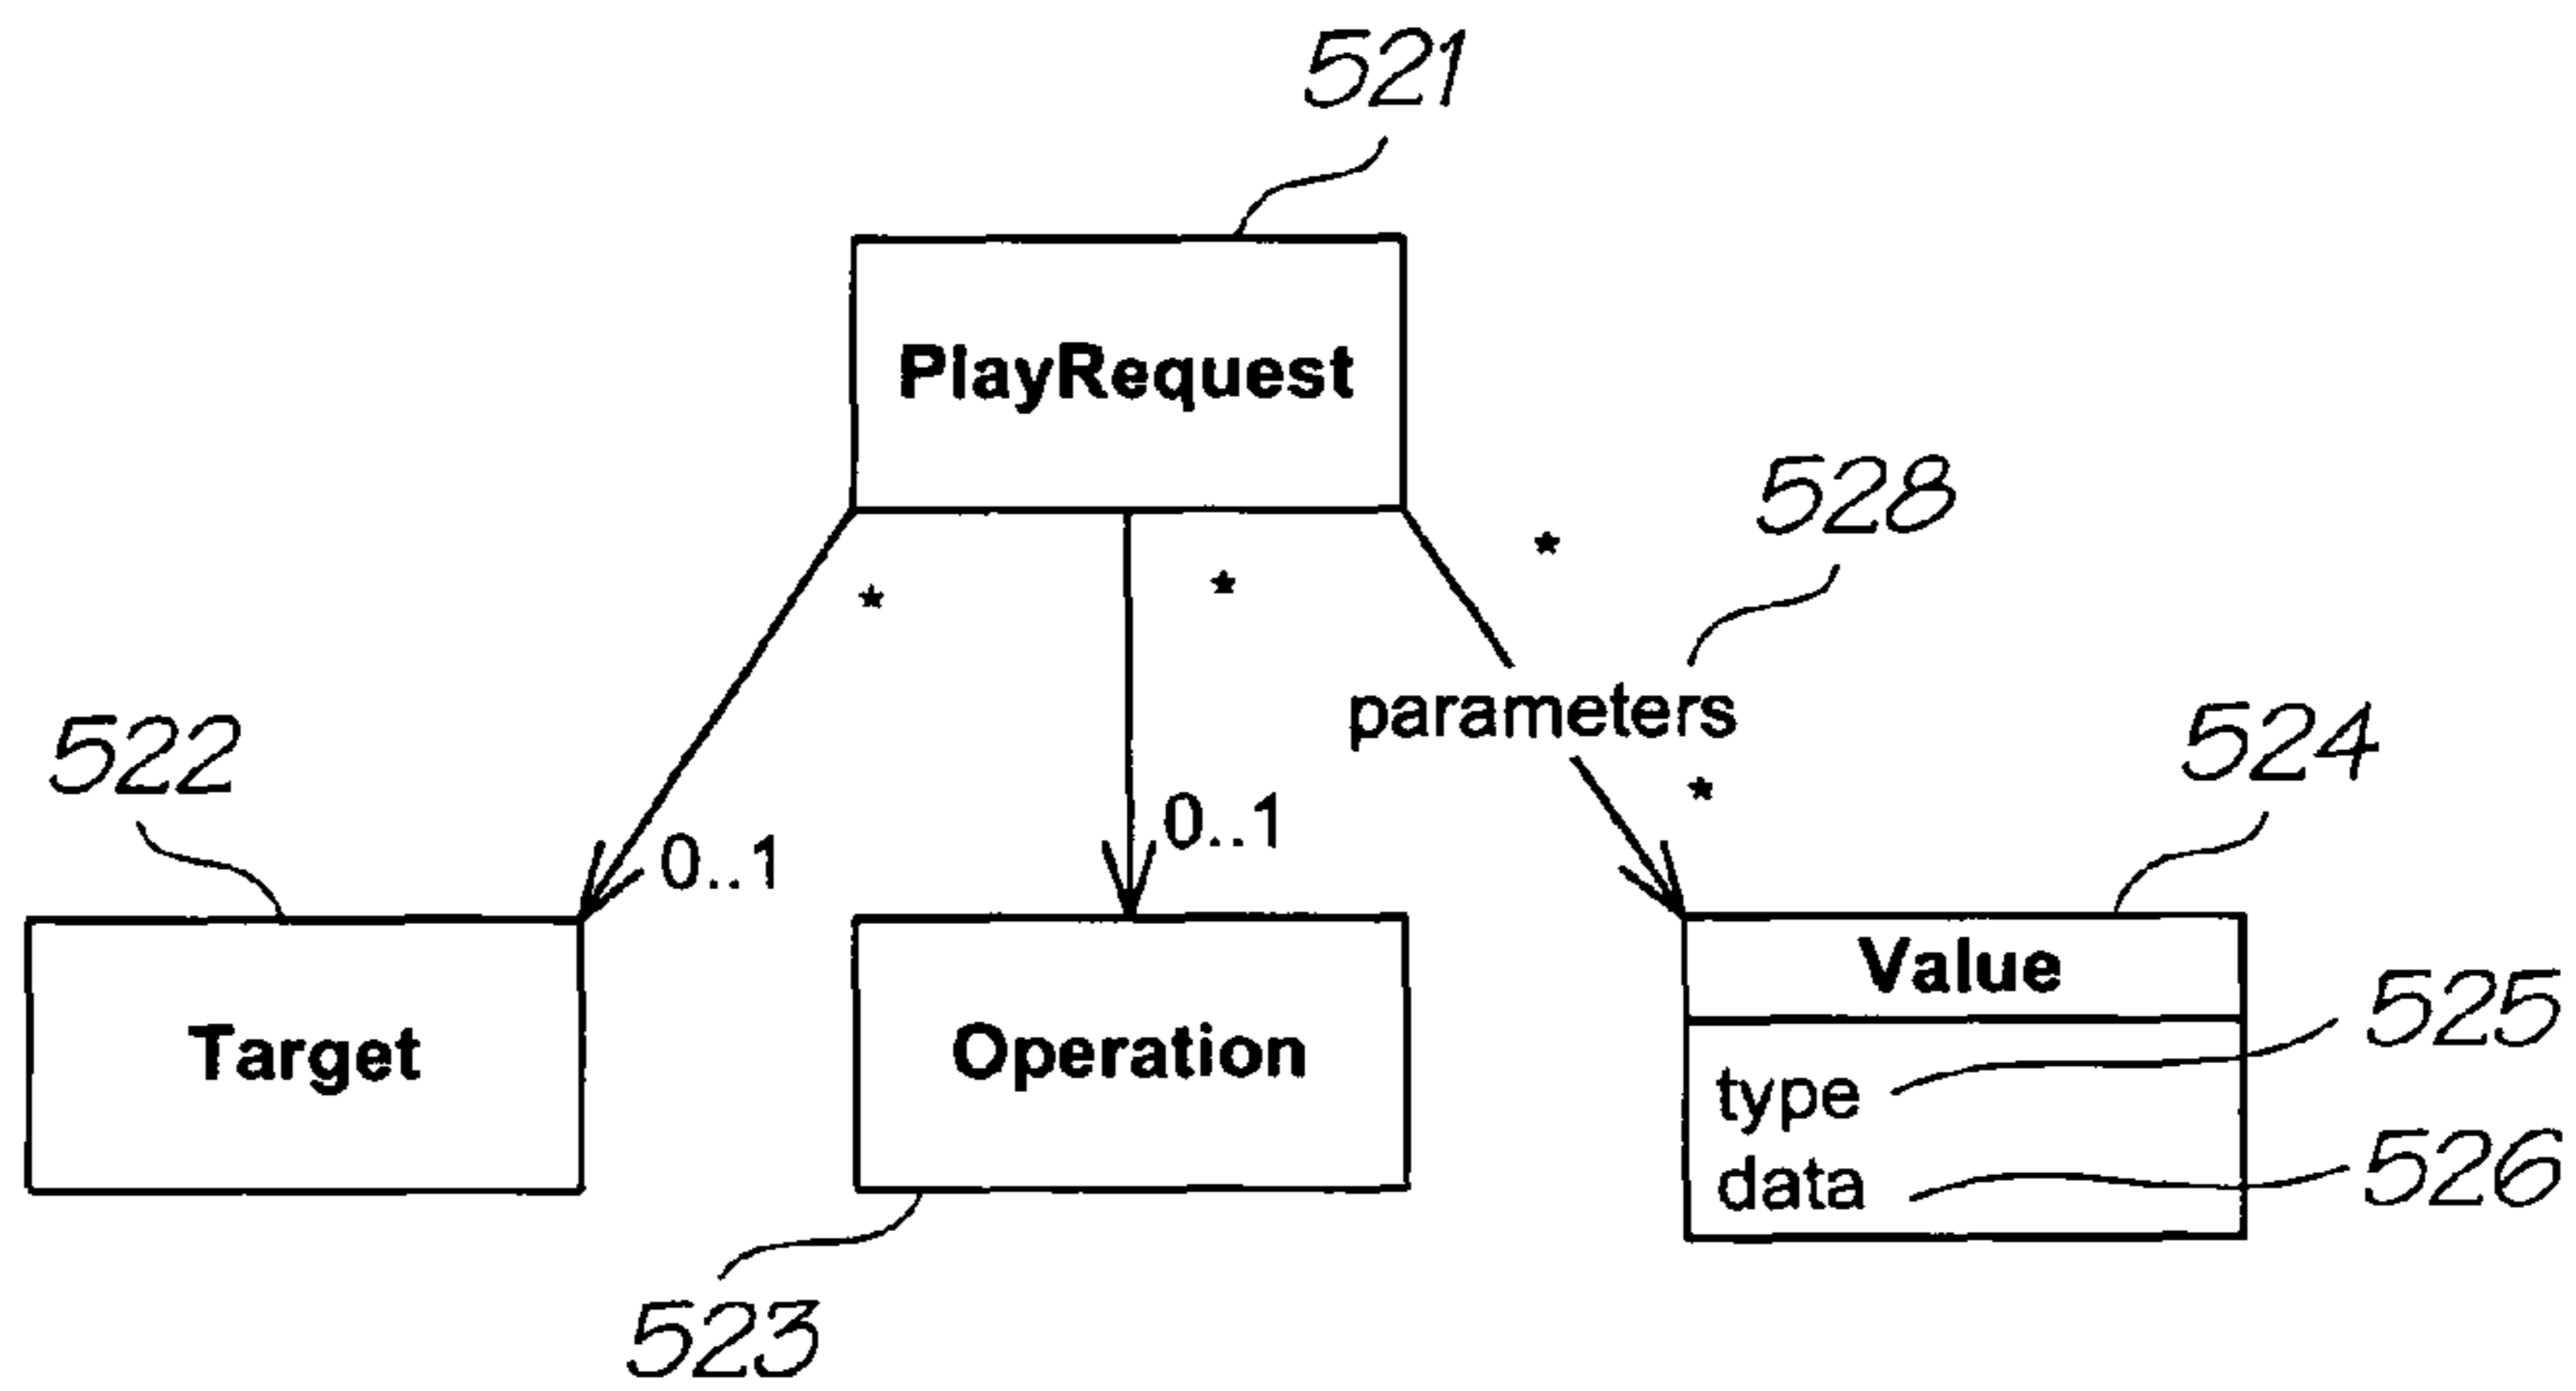 521
PlayRequest
528
*
*
*
parameters
522
524
*
0..1
0..1
Value
Target
Operation
525
type
data
526
523